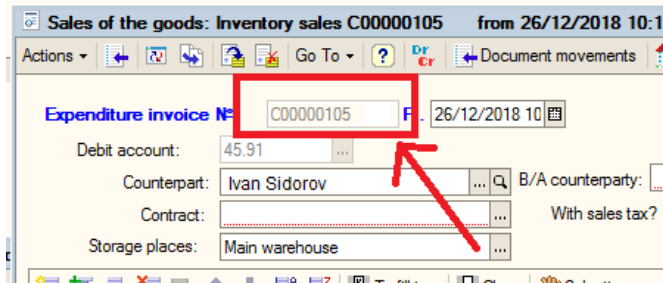 Sales of the goods: Inventory sales C00000105 from 26/12/2018 10:1
Actions Go To ? Dr Cr Document movements
Expenditure invoice № C00000105 F. 26/12/2018 10
Debit account: 45.91 ...
Counterpart: Ivan Sidorov ... B/A counterparty:
Contract: ... With sales tax?
Storage places: Main warehouse ...